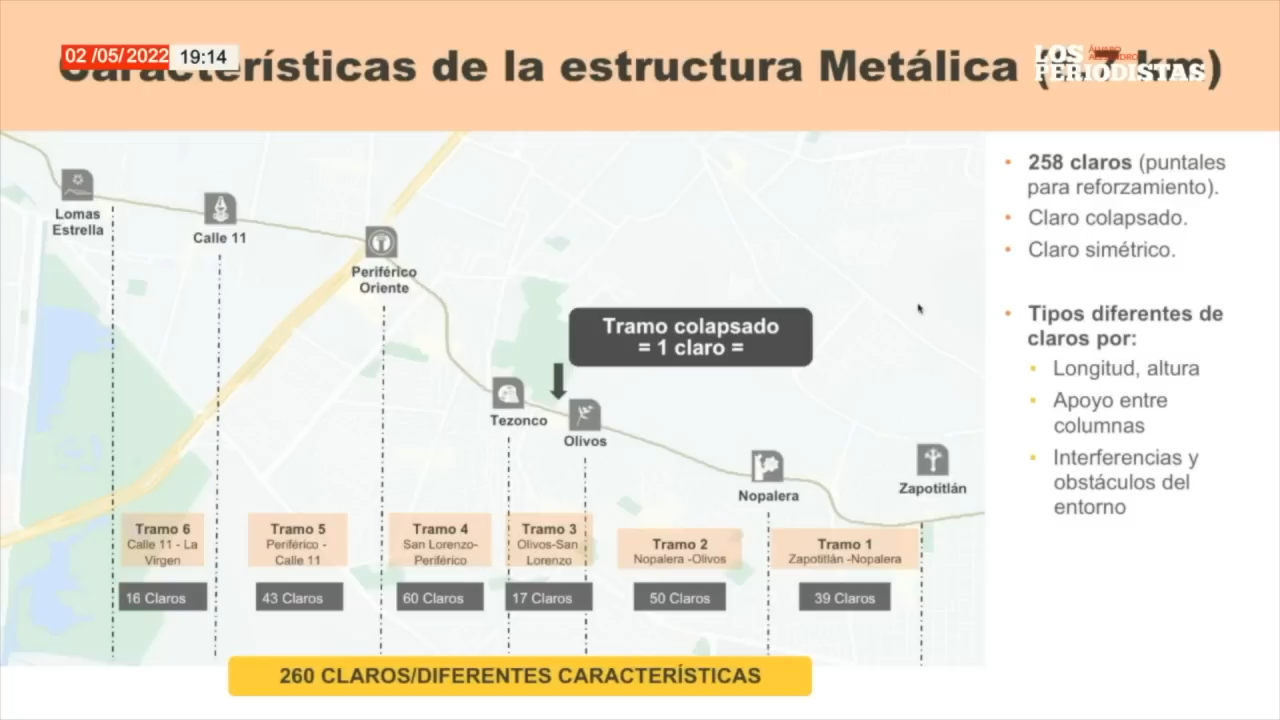 02 /05/2022 19:14
Características de la estructura Metálica
LOS
ÁLVARO
ALEJANDRO
PERIODISTAS
Lomas
Estrella
Calle 11
Periférico
Oriente
Tramo colapsado
= 1 claro =
Tezonco
Olivos
Nopalera
Zapotitlán
Tramo 6
Calle 11 - La
Virgen
16 Claros
Tramo 5
Periférico -
Calle 11
43 Claros
Tramo 4
San Lorenzo-
Periférico
60 Claros
Tramo 3
Olivos-San
Lorenzo
17 Claros
Tramo 2
Nopalera -Olivos
50 Claros
Tramo 1
Zapotitlán -Nopalera
39 Claros
260 CLAROS/DIFERENTES CARACTERÍSTICAS
• 258 claros (puntales
para reforzamiento).
• Claro colapsado.
• Claro simétrico.
• Tipos diferentes de
claros por:
• Longitud, altura
• Apoyo entre
columnas
• Interferencias y
obstáculos del
entorno